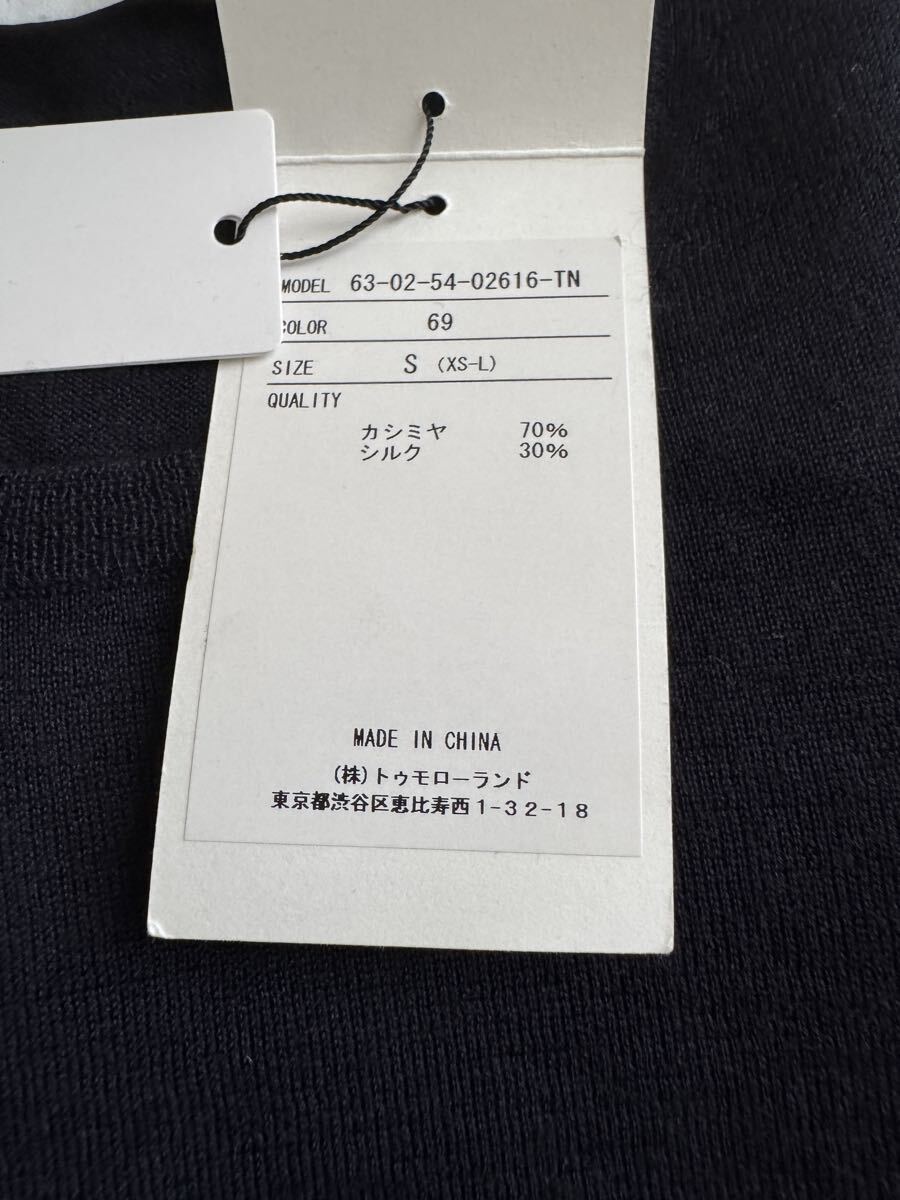 MODEL 63-02-54-02616-TN
COLOR 69
SIZE S (XS-L)
QUALITY
カシミヤ 70%
シルク 30%
MADE IN CHINA
(株)トゥモローランド
東京都渋谷区恵比寿西1-32-18